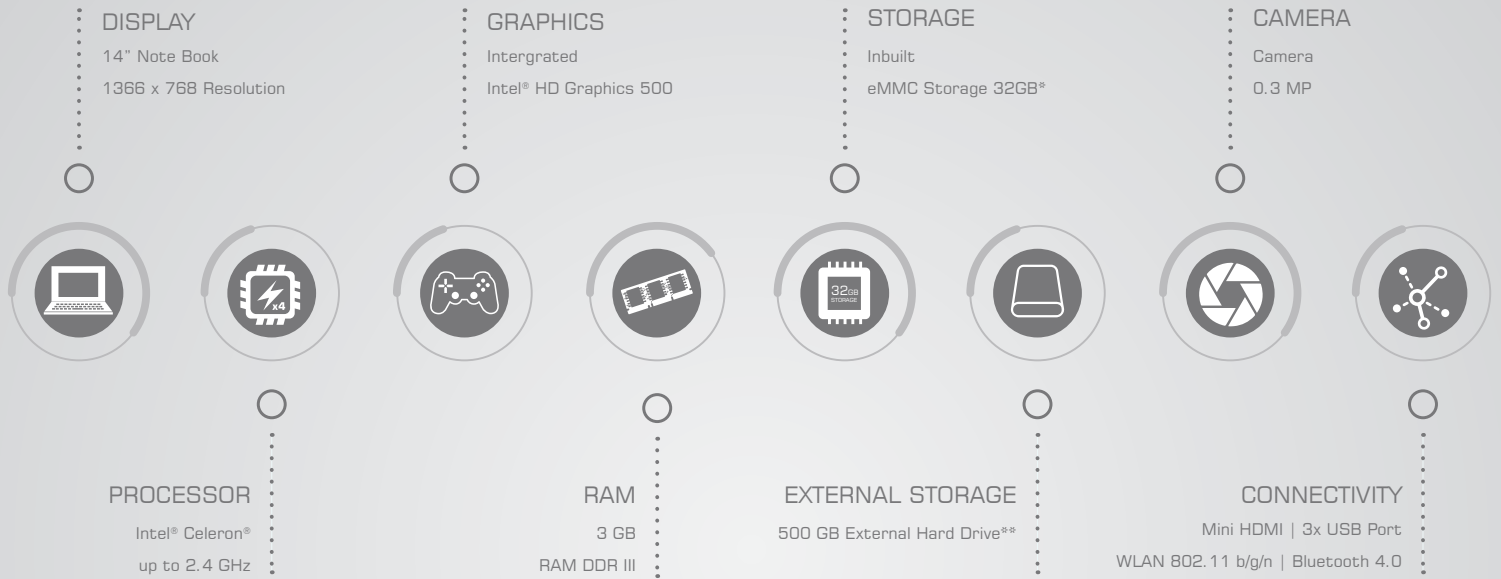 DISPLAY
14” Note Book
1366 x 768 Resolution
GRAPHICS
Intergrated
Intel® HD Graphics 500
STORAGE
Inbuilt
eMMC Storage 32GB*
CAMERA
Camera
0.3 MP
x4
32GB
STORAGE
PROCESSOR
Intel® Celeron®
up to 2.4 GHz
RAM
3 GB
RAM DDR III
EXTERNAL STORAGE
500 GB External Hard Drive**
CONNECTIVITY
Mini HDMI | 3x USB Port
WLAN 802.11 b/g/n | Bluetooth 4.0